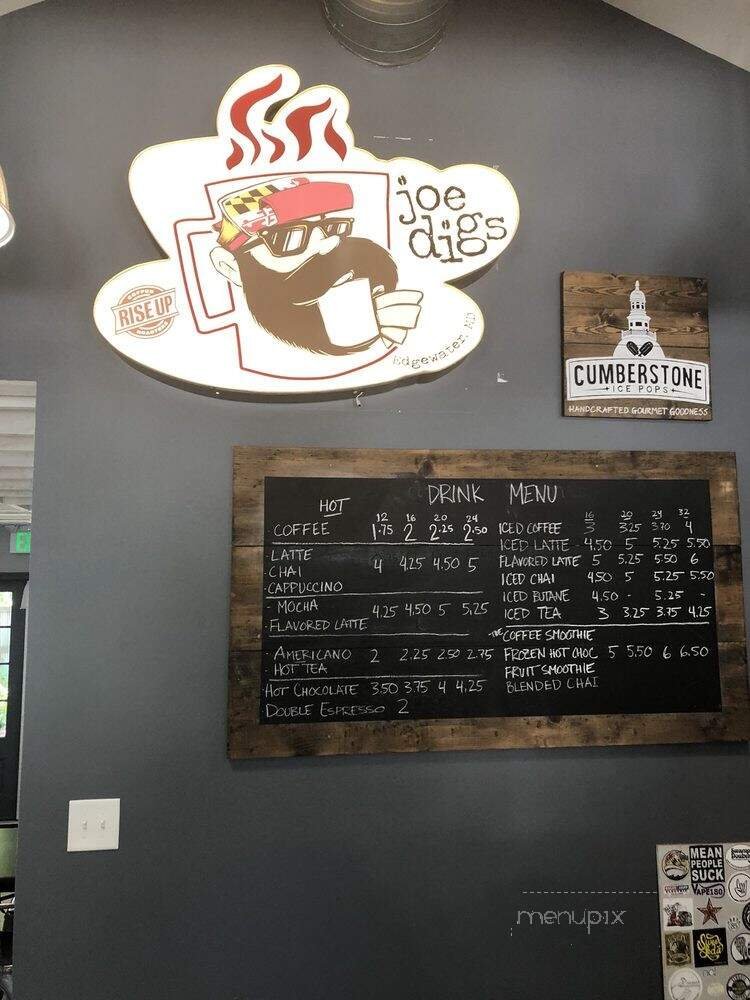 joe
digs
COFFEE
RISE UP
ROASTERS
Edgewater, MD
CUMBERSTONE
ICE POPS
HANDCRAFTED GOURMET GOODNESS
DRINK MENU
HOT
12 16 20 24
COFFEE 1.75 2 2.25 2.50
LATTE
CHAI 4 4.25 4.50 5
CAPPUCCINO
MOCHA 4.25 4.50 5 5.25
FLAVORED LATTE
AMERICANO 2 2.25 2.50 2.75
HOT TEA
HOT CHOCOLATE 3.50 3.75 4 4.25
DOUBLE ESPRESSO 2
16 20 24 32
ICED COFFEE 3 3.25 3.70 4
ICED LATTE 4.50 5 5.25 5.50
FLAVORED LATTE 5 5.25 5.50 6
ICED CHAI 4.50 5 5.25 5.50
ICED BUTANE 4.50 - 5.25 -
ICED TEA 3 3.25 3.75 4.25
THE COFFEE SMOOTHIE
FROZEN HOT CHOC 5 5.50 6 6.50
FRUIT SMOOTHIE
BLENDED CHAI
MEAN
PEOPLE
SUCK
VAPE180
menupix